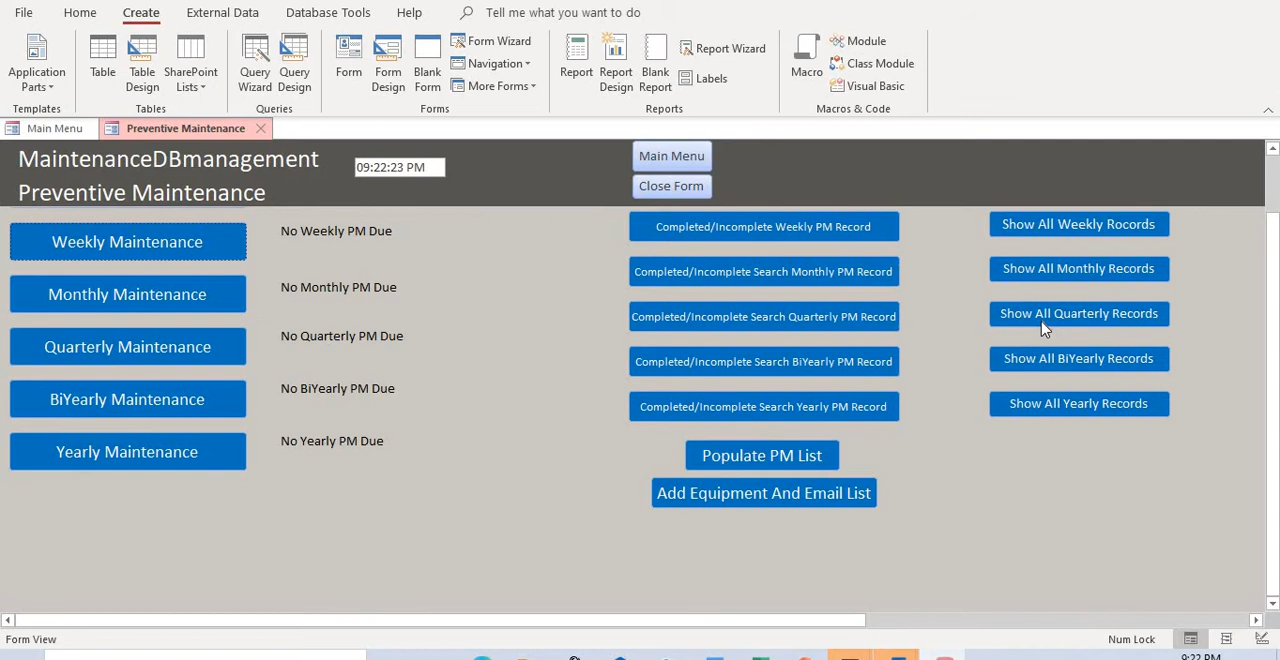 File Home Create External Data Database Tools Help Tell me what you want to do
Application Parts
Table
Table Design
SharePoint Lists
Query Wizard
Query Design
Form
Form Design
Blank Form
Form Wizard
Navigation
More Forms
Report
Report Design
Blank Report
Report Wizard
Labels
Macro
Module
Class Module
Visual Basic
Templates Tables Queries Forms Reports Macros & Code
Main Menu Preventive Maintenance
MaintenanceDBmanagement
Preventive Maintenance
09:22:23 PM
Main Menu
Close Form
Weekly Maintenance No Weekly PM Due Completed/Incomplete Weekly PM Record Show All Weekly Rocords
Monthly Maintenance No Monthly PM Due Completed/Incomplete Search Monthly PM Record Show All Monthly Records
Quarterly Maintenance No Quarterly PM Due Completed/Incomplete Search Quarterly PM Record Show All Quarterly Records
BiYearly Maintenance No BiYearly PM Due Completed/Incomplete Search BiYearly PM Record Show All BiYearly Records
Yearly Maintenance No Yearly PM Due Completed/Incomplete Search Yearly PM Record Show All Yearly Records
Populate PM List
Add Equipment And Email List
Form View Num Lock
9:22 PM